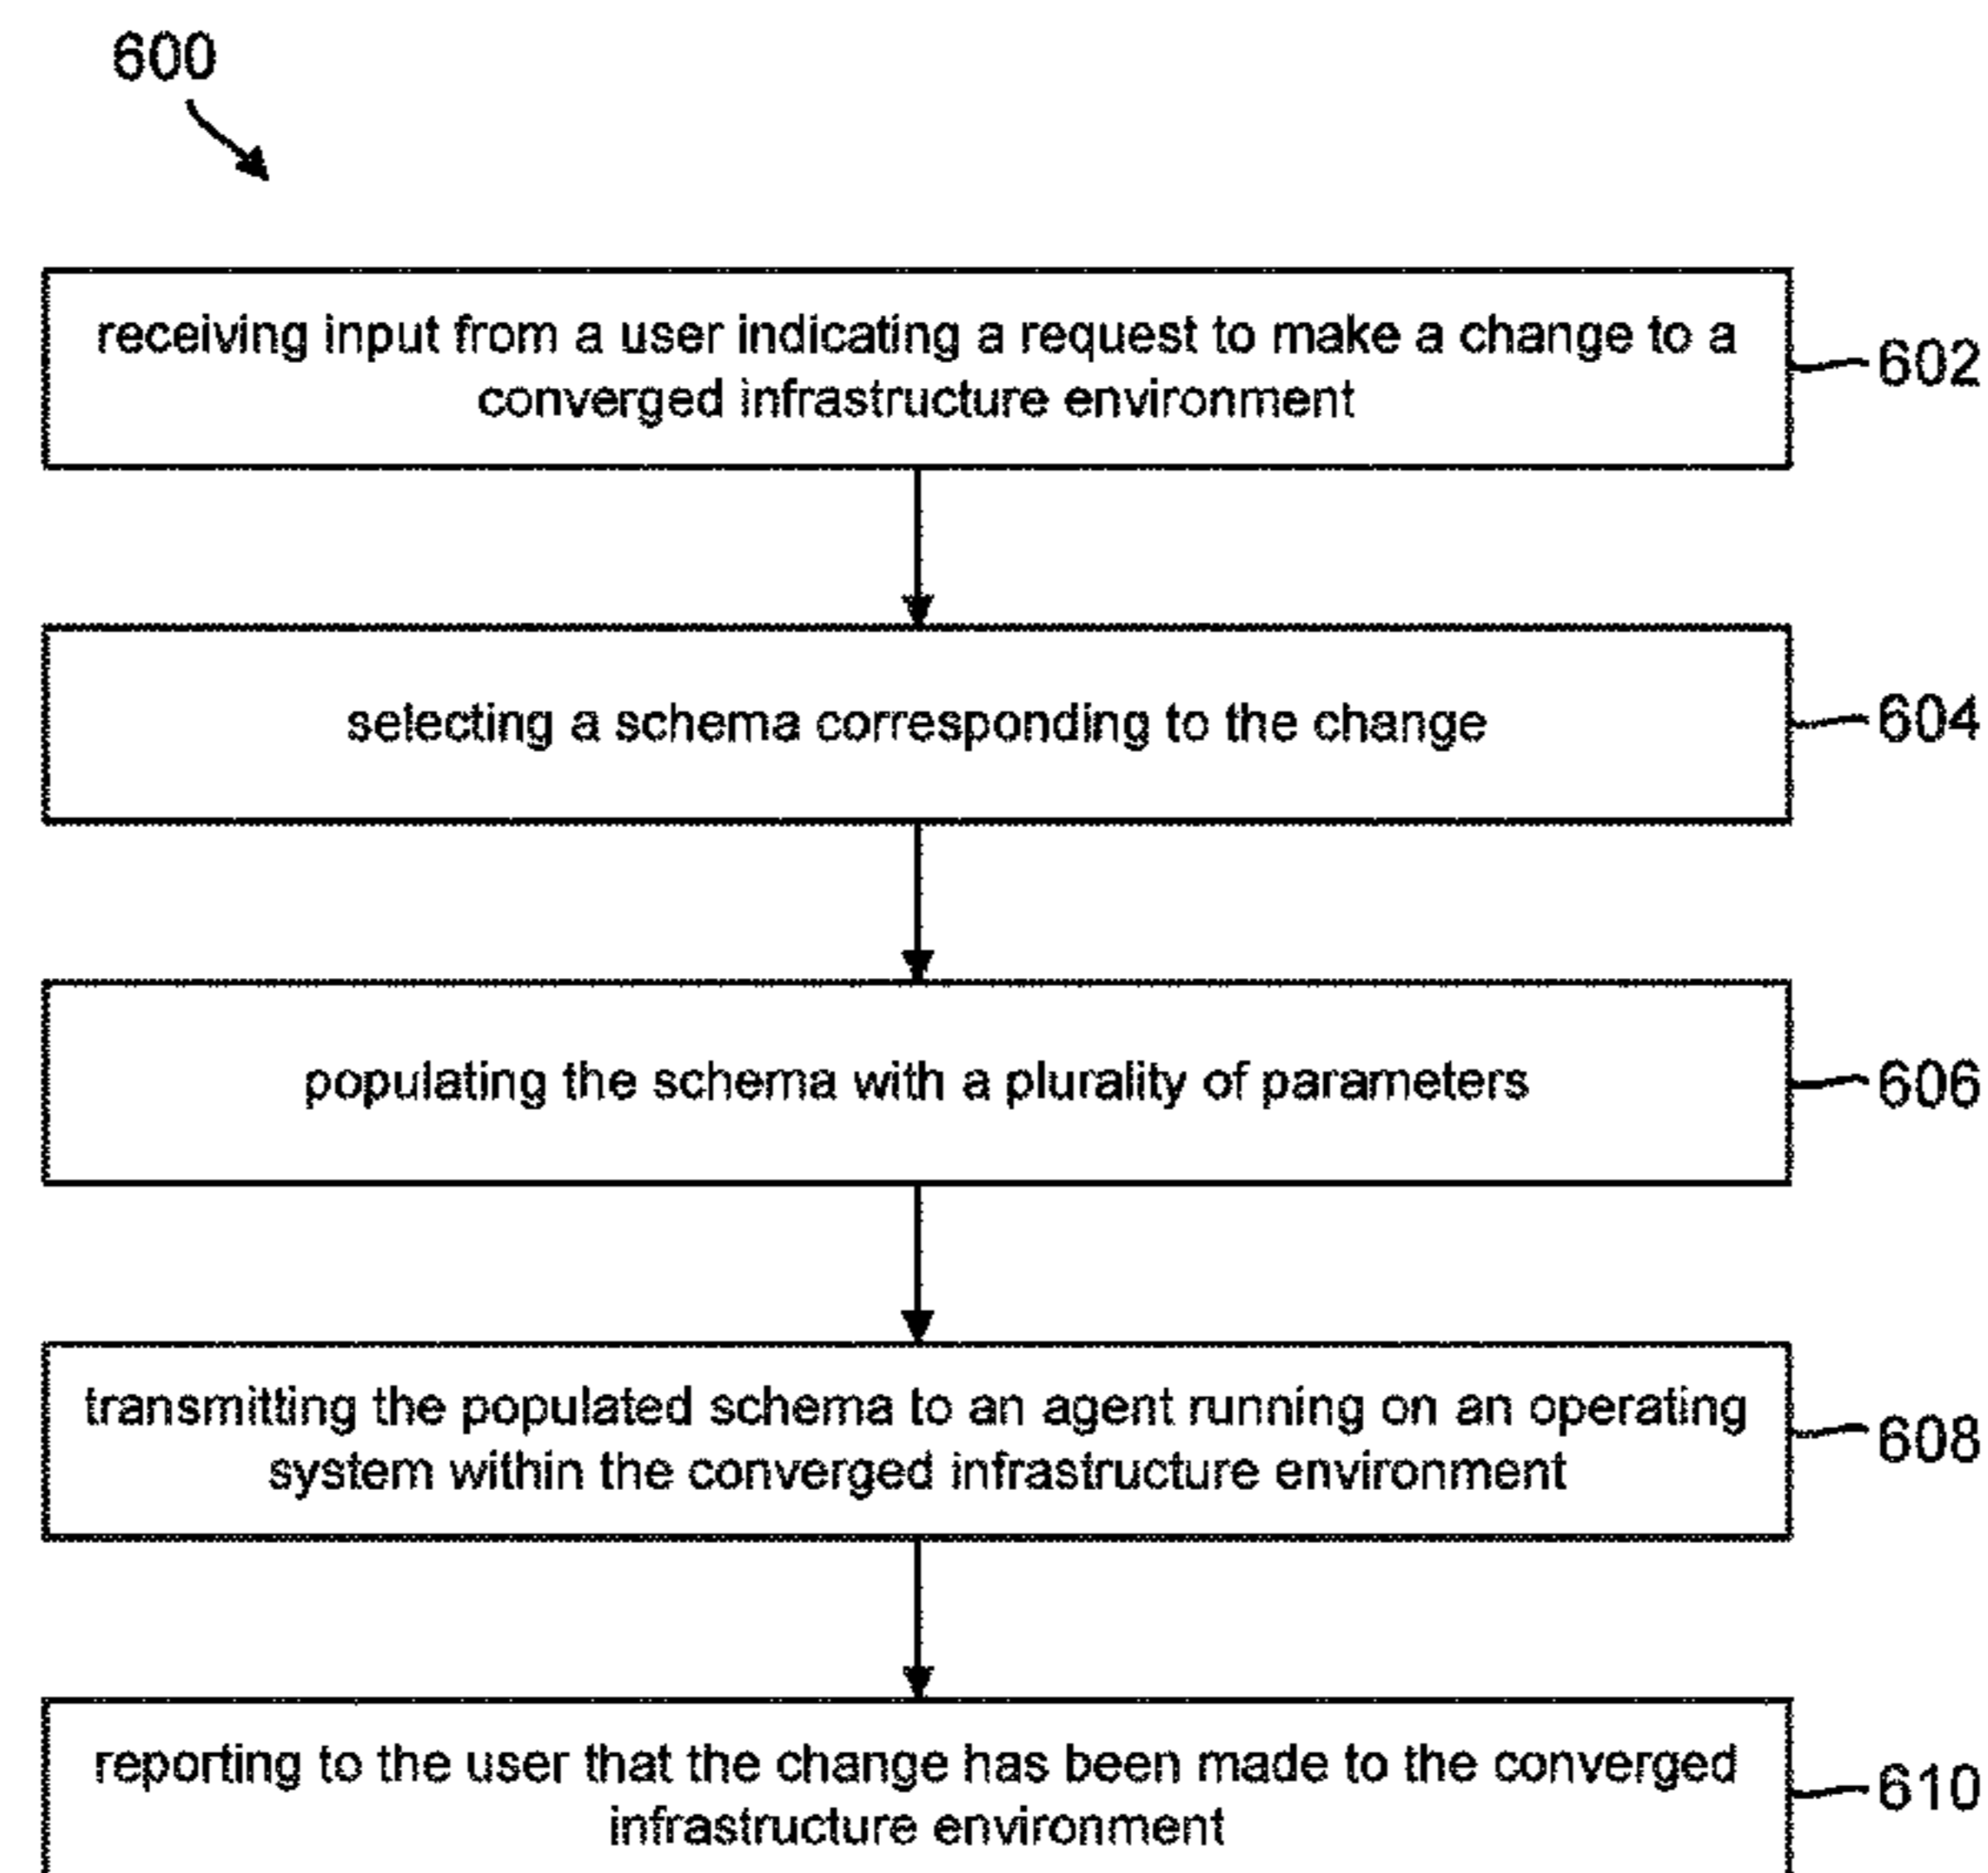 600
receiving input from a user indicating a request to make a change to a
converged infrastructure environment
602
selecting a schema corresponding to the change
604
populating the schema with a plurality of parameters
606
transmitting the populated schema to an agent running on an operating
system within the converged infrastructure environment
608
reporting to the user that the change has been made to the converged
infrastructure environment
610